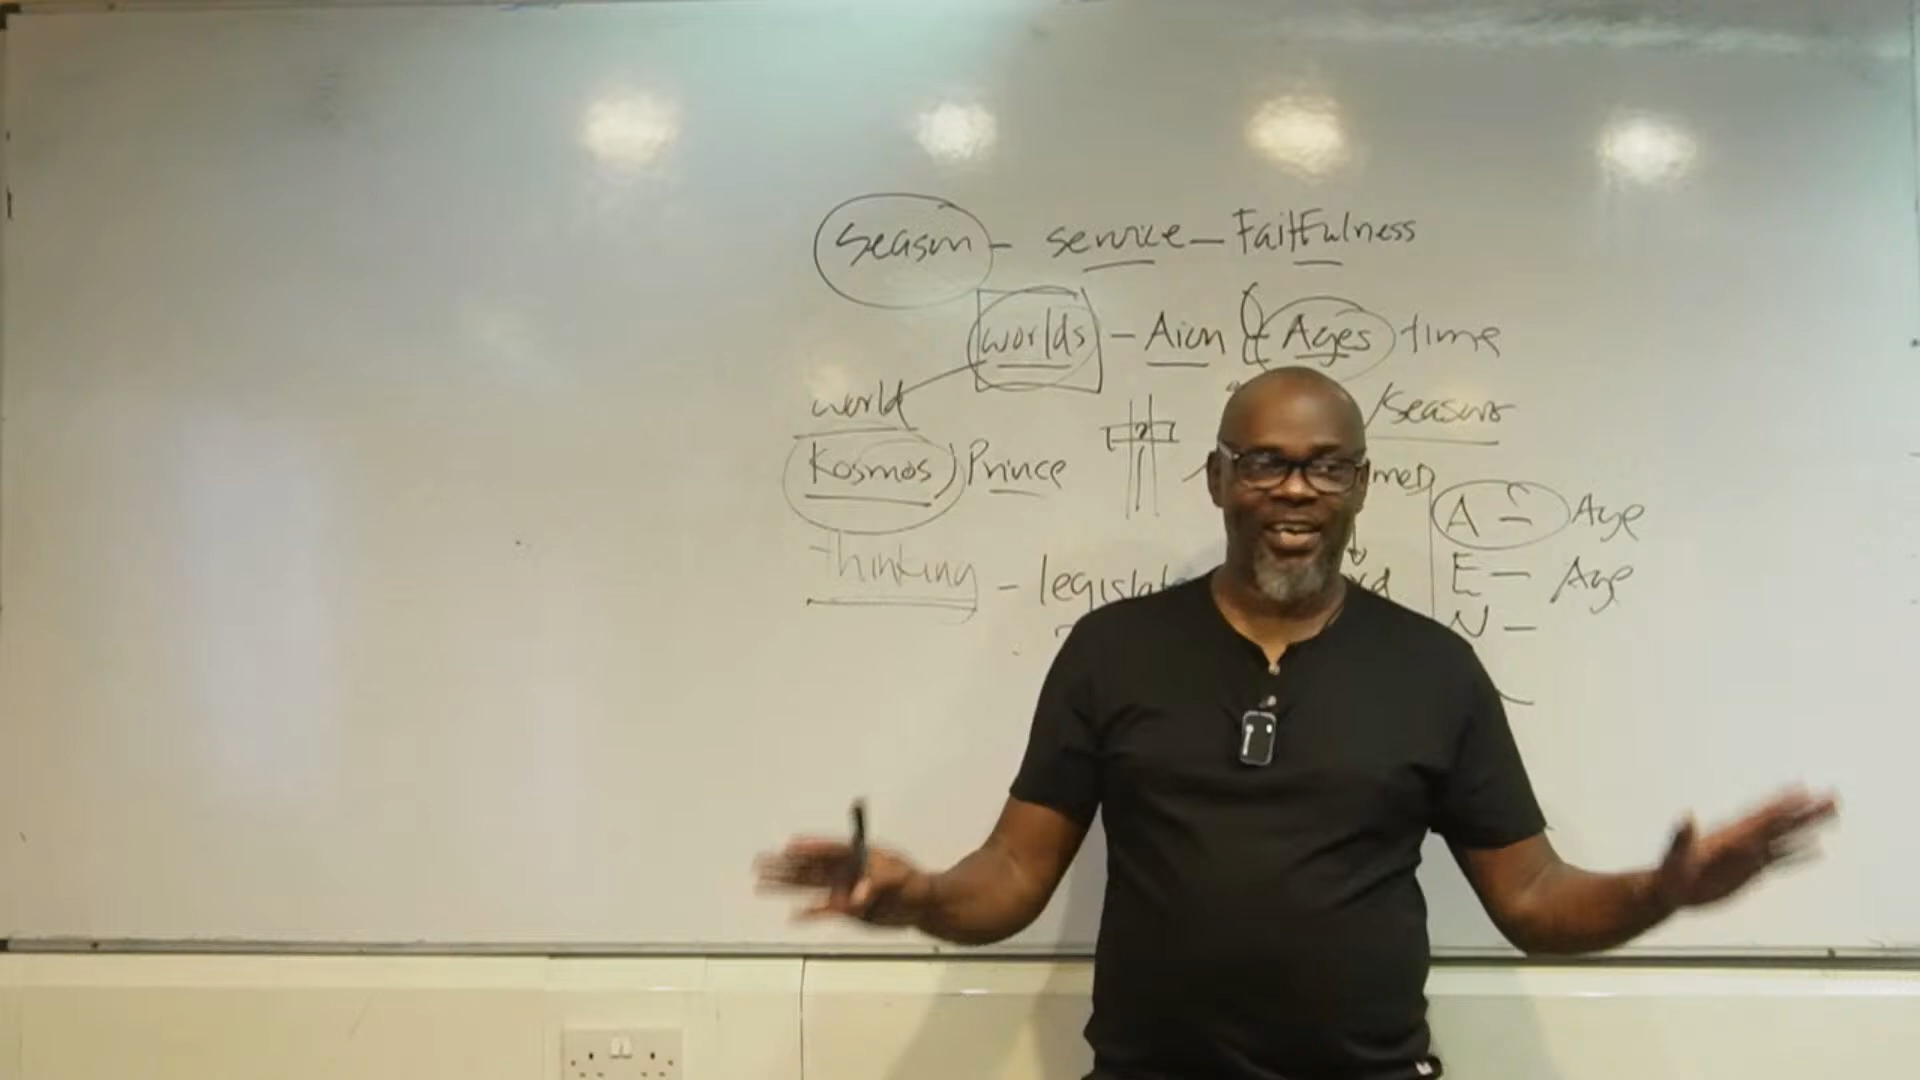 Season - service - Faithfulness
worlds - Aion ( Ages time
world /seasons
Kosmos) Prince
A - Age
thinking - legislat
E - Age
N -